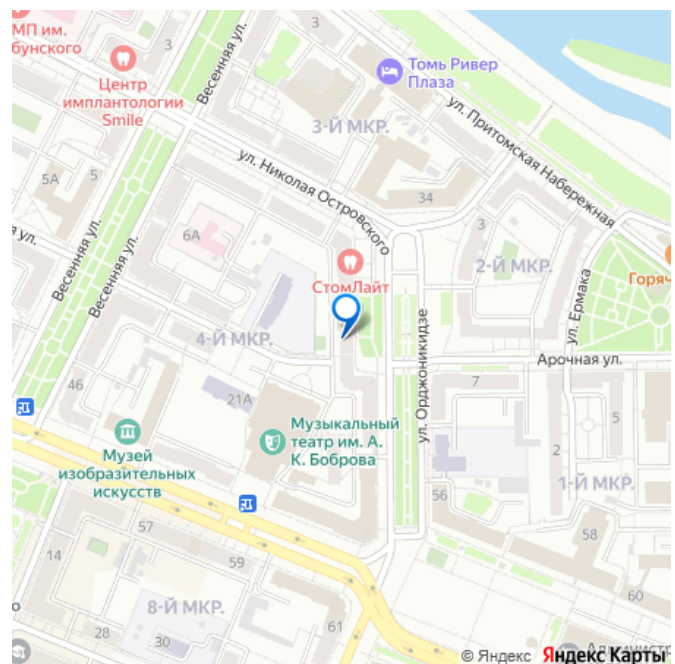 МП им.
бунского
3
Центр
имплантологии
Smile
Весенняя ул.
3
Томь Ривер
Плаза
3-Й МКР.
ул. Притомская Набережная
ул. Николая Островского
34
5А
5
3
6А
СтомЛайт
2-Й МКР.
Горяч
я ул.
Весенняя ул.
Весенняя ул.
ул. Ермака
4-Й МКР.
ул. Орджоникидзе
Арочная ул.
46
21А
7
5
Музыкальный
театр им. А.
К. Боброва
Музей
изобразительных
искусств
2
1-Й МКР.
56
57
58
14
59
60
8-Й МКР.
61
28
30
о
Администр
© Яндекс Яндекс Карты